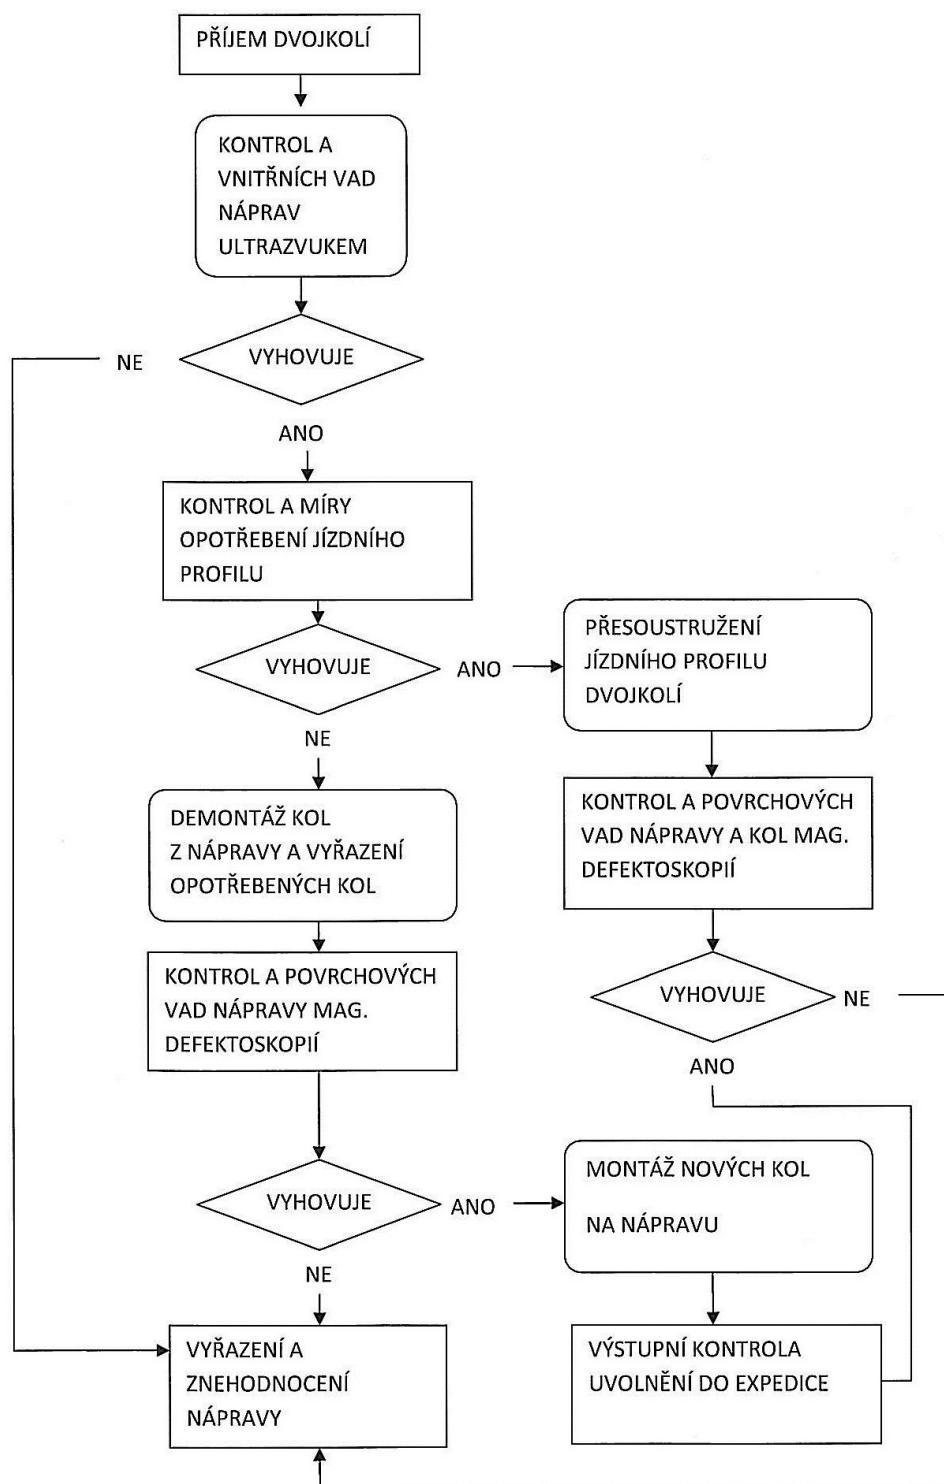 PŘÍJEM DVOJKOLÍ
KONTROL A
VNITŘNÍCH VAD
NÁPRAV
ULTRAZVUKEM
VYHOVUJE
NE
ANO
KONTROL A MÍRY
OPOTŘEBENÍ JÍZDNÍHO
PROFILU
VYHOVUJE
ANO
PŘESOUSTRUŽENÍ
JÍZDNÍHO PROFILU
DVOJKOLÍ
NE
DEMONTÁŽ KOL
Z NÁPRAVY A VYŘAZENÍ
OPOTŘEBENÝCH KOL
KONTROL A POVRCHOVÝCH
VAD NÁPRAVY A KOL MAG.
DEFEKTOSKOPIÍ
KONTROL A POVRCHOVÝCH
VAD NÁPRAVY MAG.
DEFEKTOSKOPIÍ
VYHOVUJE
NE
ANO
VYHOVUJE
ANO
MONTÁŽ NOVÝCH KOL
NA NÁPRAVU
NE
VYŘAZENÍ A
ZNEHODNOCENÍ
NÁPRAVY
VÝSTUPNÍ KONTROLA
UVOLNĚNÍ DO EXPEDICE